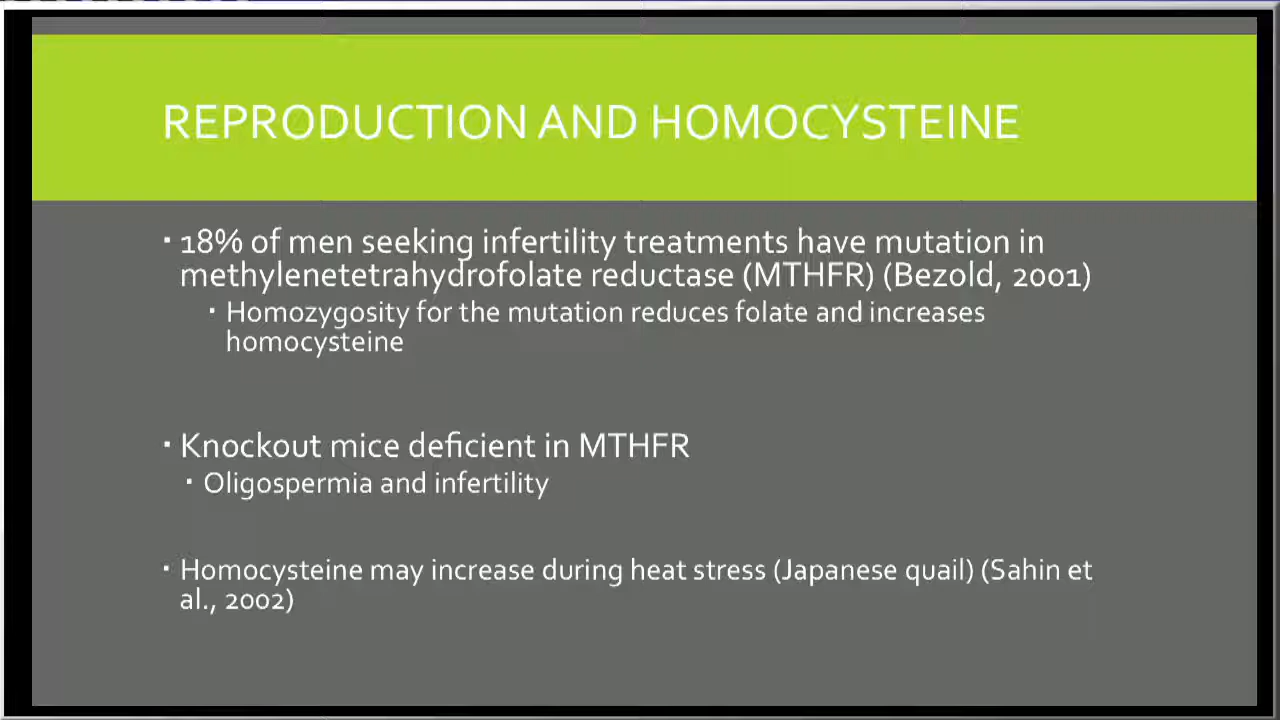 REPRODUCTION AND HOMOCYSTEINE
▪ 18% of men seeking infertility treatments have mutation in
methylenetetrahydrofolate reductase (MTHFR) (Bezold, 2001)
▪ Homozygosity for the mutation reduces folate and increases
homocysteine
▪ Knockout mice deficient in MTHFR
▪ Oligospermia and infertility
▪ Homocysteine may increase during heat stress (Japanese quail) (Sahin et
al., 2002)